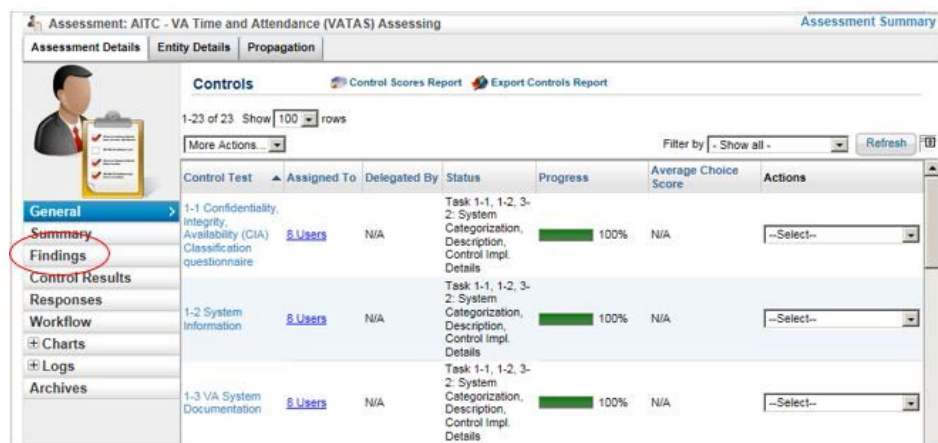 Assessment: AITC - VA Time and Attendance (VATAS) Assessing
Assessment Summary
Assessment Details
Entity Details
Propagation
Controls
Control Scores Report
Export Controls Report
1-23 of 23 Show 100 rows
More Actions...
Filter by - Show all -
Refresh
Control Test
Assigned To
Delegated By
Status
Progress
Average Choice
Score
Actions
General
Summary
Findings
Control Results
Responses
Workflow
Charts
Logs
Archives
1-1 Confidentiality,
Integrity,
Availability (CIA)
Classification
questionnaire
8 Users
N/A
Task 1-1, 1-2, 3-
2: System
Categorization,
Description,
Control Impl.
Details
100%
N/A
--Select--
1-2 System
Information
8 Users
N/A
Task 1-1, 1-2, 3-
2: System
Categorization,
Description,
Control Impl.
Details
100%
N/A
--Select--
1-3 VA System
Documentation
8 Users
N/A
Task 1-1, 1-2, 3-
2: System
Categorization,
Description,
Control Impl.
Details
100%
N/A
--Select--